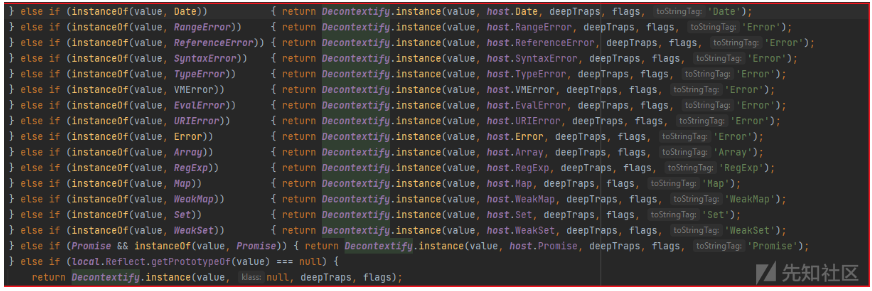 } else if (instanceOf(value, Date)) { return Decontextify.instance(value, host.Date, deepTraps, flags, toStringTag: 'Date');
} else if (instanceOf(value, RangeError)) { return Decontextify.instance(value, host.RangeError, deepTraps, flags, toStringTag: 'Error');
} else if (instanceOf(value, ReferenceError)) { return Decontextify.instance(value, host.ReferenceError, deepTraps, flags, toStringTag: 'Error');
} else if (instanceOf(value, SyntaxError)) { return Decontextify.instance(value, host.SyntaxError, deepTraps, flags, toStringTag: 'Error');
} else if (instanceOf(value, TypeError)) { return Decontextify.instance(value, host.TypeError, deepTraps, flags, toStringTag: 'Error');
} else if (instanceOf(value, VMError)) { return Decontextify.instance(value, host.VMError, deepTraps, flags, toStringTag: 'Error');
} else if (instanceOf(value, EvalError)) { return Decontextify.instance(value, host.EvalError, deepTraps, flags, toStringTag: 'Error');
} else if (instanceOf(value, URIError)) { return Decontextify.instance(value, host.URIError, deepTraps, flags, toStringTag: 'Error');
} else if (instanceOf(value, Error)) { return Decontextify.instance(value, host.Error, deepTraps, flags, toStringTag: 'Error');
} else if (instanceOf(value, Array)) { return Decontextify.instance(value, host.Array, deepTraps, flags, toStringTag: 'Array');
} else if (instanceOf(value, RegExp)) { return Decontextify.instance(value, host.RegExp, deepTraps, flags, toStringTag: 'RegExp');
} else if (instanceOf(value, Map)) { return Decontextify.instance(value, host.Map, deepTraps, flags, toStringTag: 'Map');
} else if (instanceOf(value, WeakMap)) { return Decontextify.instance(value, host.WeakMap, deepTraps, flags, toStringTag: 'WeakMap');
} else if (instanceOf(value, Set)) { return Decontextify.instance(value, host.Set, deepTraps, flags, toStringTag: 'Set');
} else if (instanceOf(value, WeakSet)) { return Decontextify.instance(value, host.WeakSet, deepTraps, flags, toStringTag: 'WeakSet');
} else if (Promise && instanceOf(value, Promise)) { return Decontextify.instance(value, host.Promise, deepTraps, flags, toStringTag: 'Promise');
} else if (local.Reflect.getPrototypeOf(value) === null) {
return Decontextify.instance(value, klass: null, deepTraps, flags);
先知社区